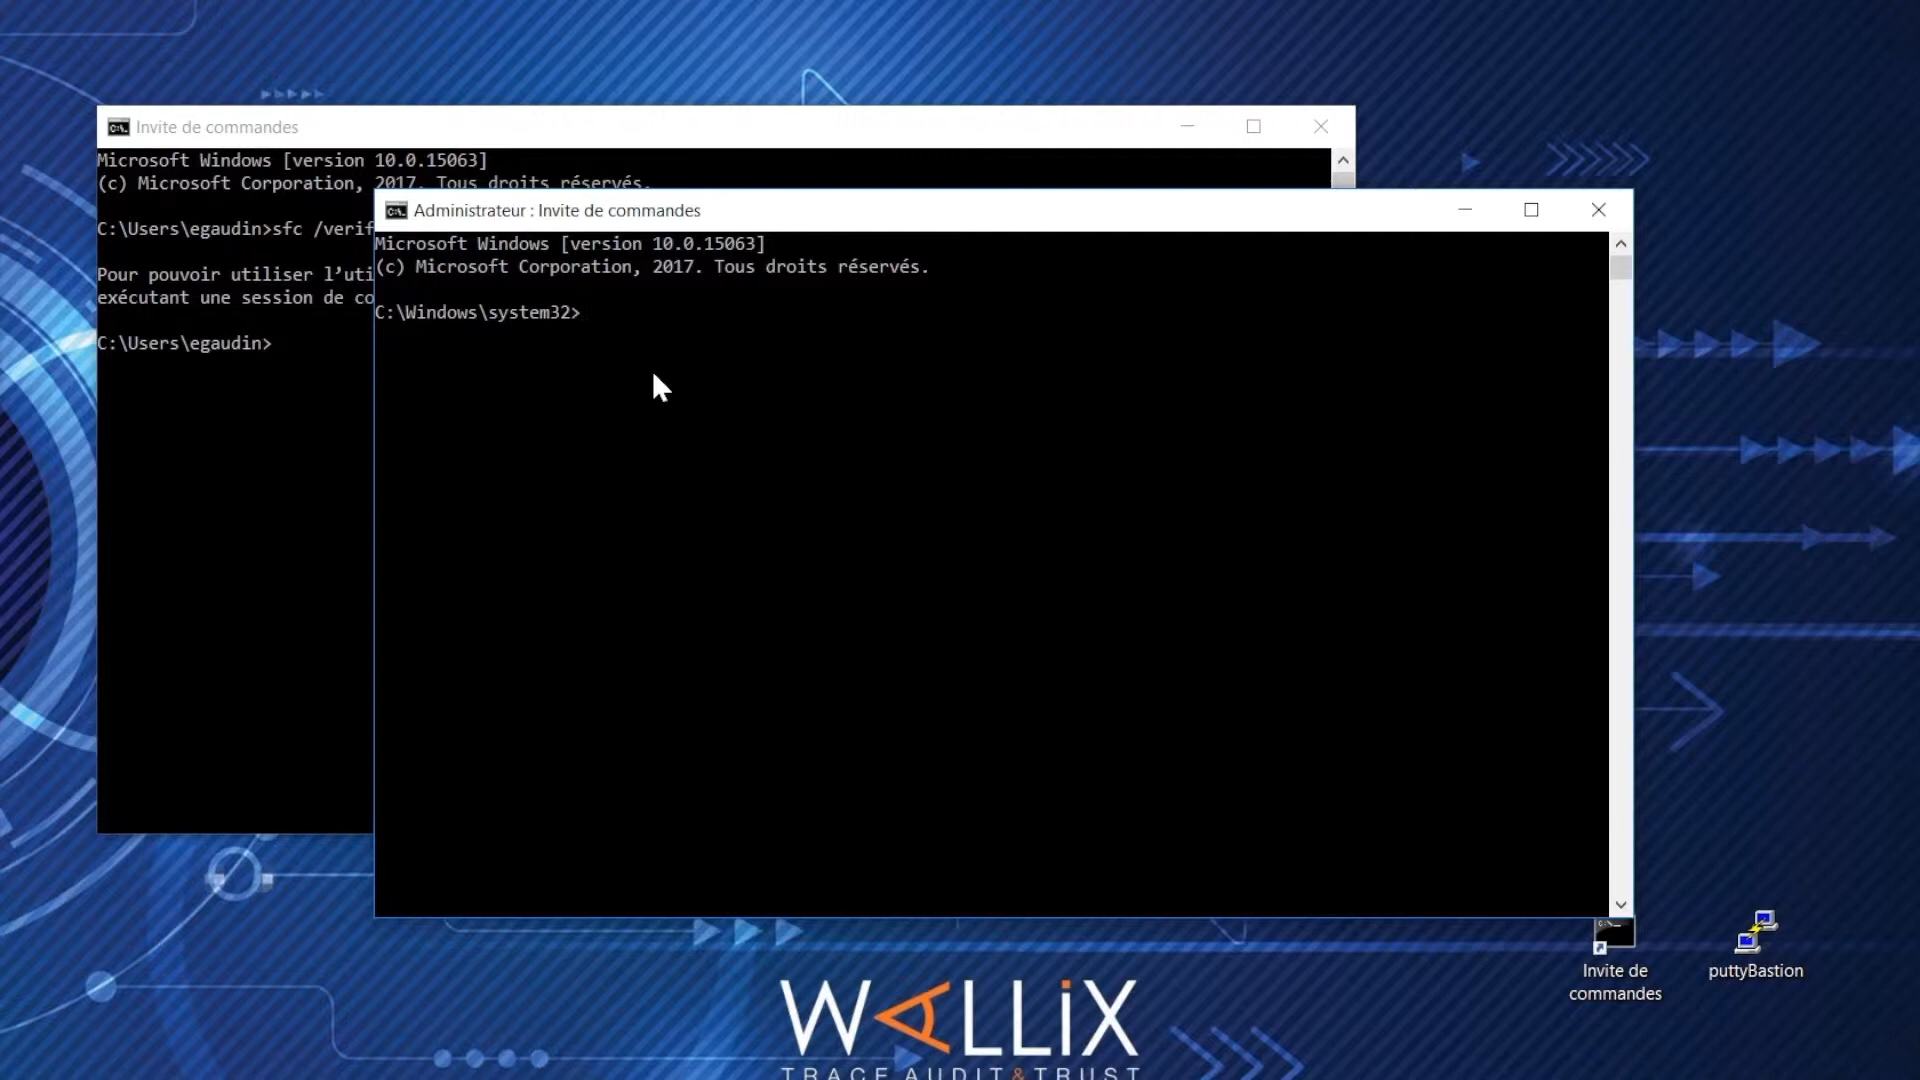 Invite de commandes
Microsoft Windows [version 10.0.15063]
(c) Microsoft Corporation, 2017. Tous droits réservés.
C:\Users\egaudin>sfc /verif
Pour pouvoir utiliser l’uti
exécutant une session de co
C:\Users\egaudin>
Administrateur : Invite de commandes
Microsoft Windows [version 10.0.15063]
(c) Microsoft Corporation, 2017. Tous droits réservés.
C:\Windows\system32>
Invite de
commandes
puttyBastion
WALLiX
TRACE AUDIT & TRUST